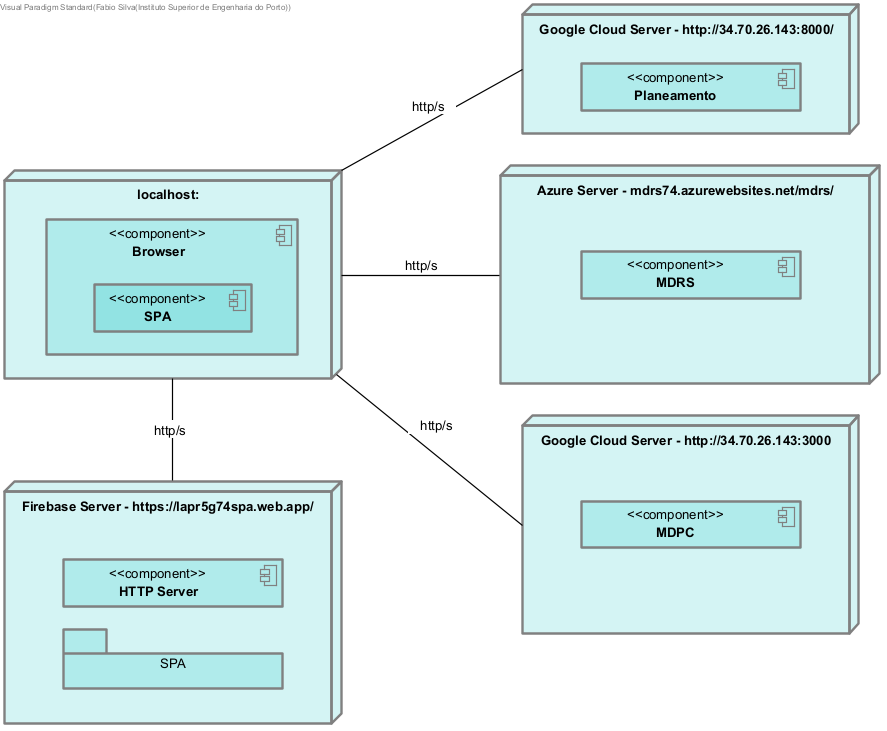 Visual Paradigm Standard(Fabio Silva(Instituto Superior de Engenharia do Porto))
Google Cloud Server - http://34.70.26.143:8000/
<<component>>
Planeamento
http/s
localhost:
<<component>>
Browser
<<component>>
SPA
http/s
Azure Server - mdrs74.azurewebsites.net/mdrs/
<<component>>
MDRS
http/s
http/s
Google Cloud Server - http://34.70.26.143:3000
<<component>>
MDPC
Firebase Server - https://lapr5g74spa.web.app/
<<component>>
HTTP Server
SPA